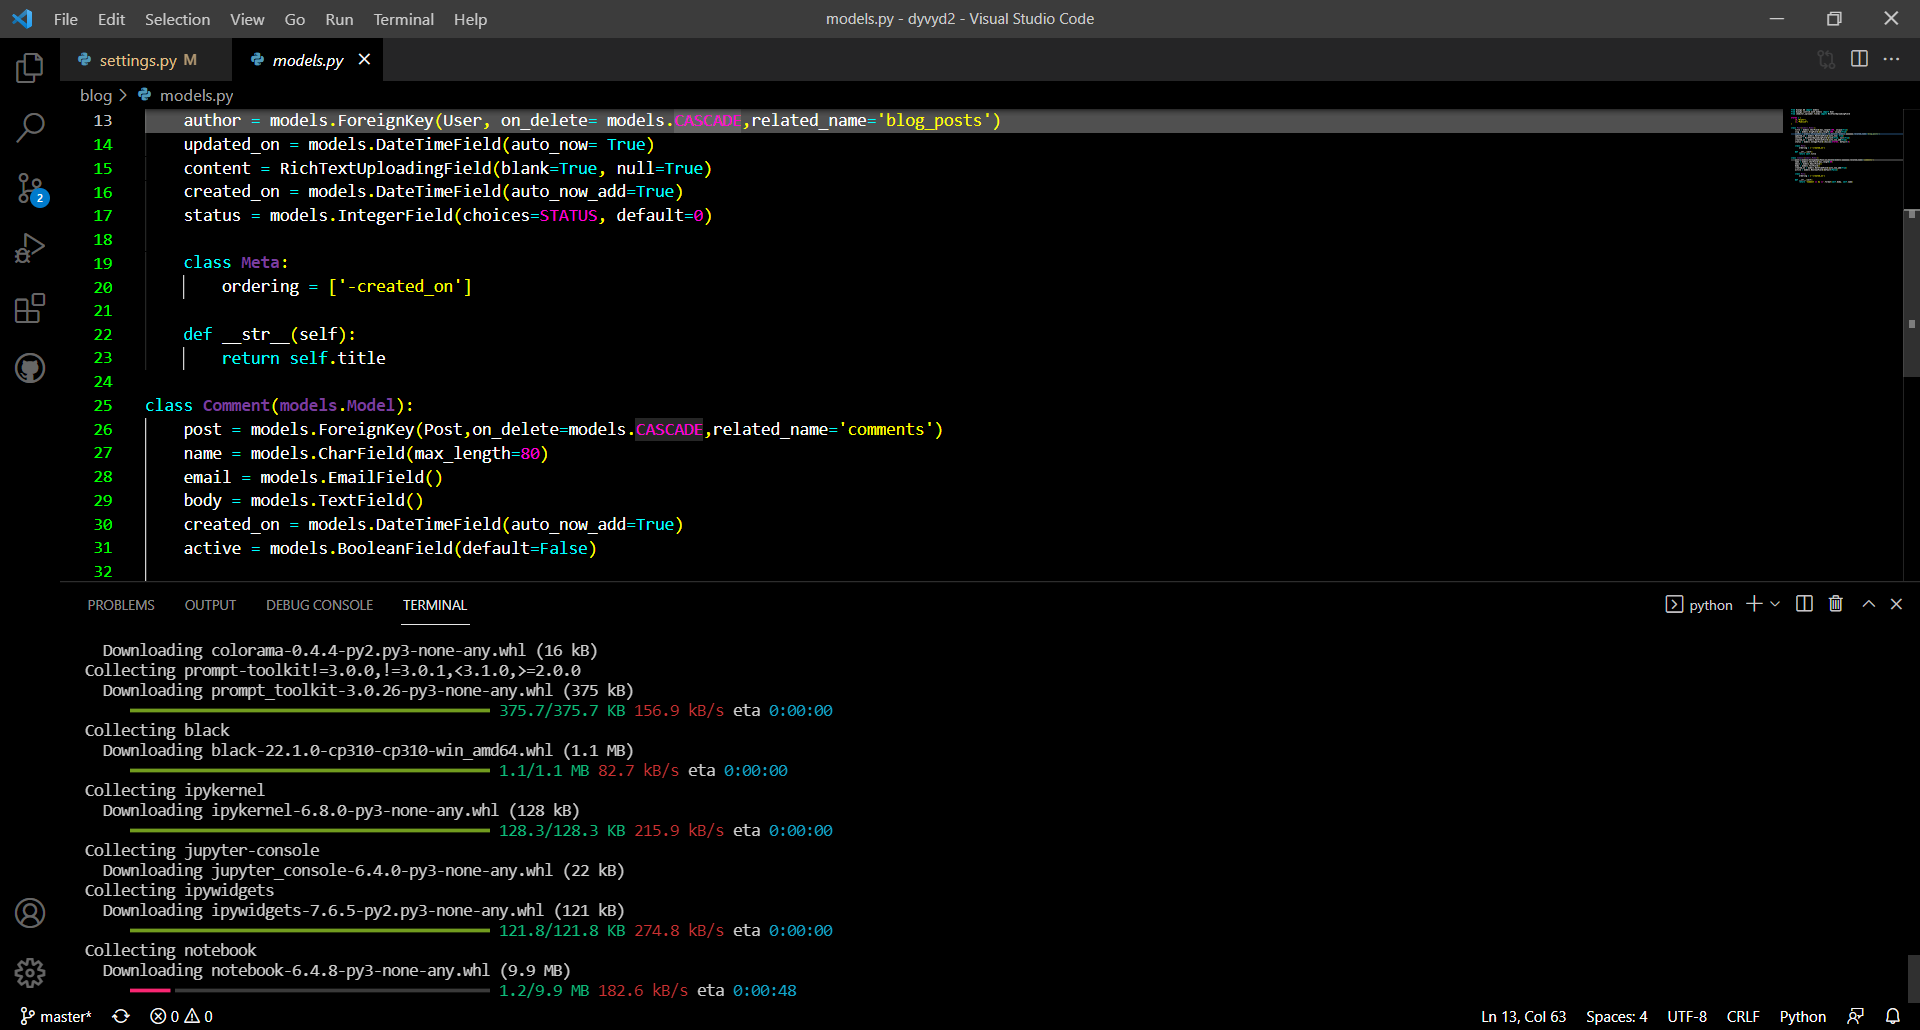 File Edit Selection View Go Run Terminal Help
models.py - dyvyd2 - Visual Studio Code
settings.py M
models.py
blog > models.py
13 author = models.ForeignKey(User, on_delete= models.CASCADE,related_name='blog_posts')
14 updated_on = models.DateTimeField(auto_now= True)
15 content = RichTextUploadingField(blank=True, null=True)
16 created_on = models.DateTimeField(auto_now_add=True)
17 status = models.IntegerField(choices=STATUS, default=0)
18
19 class Meta:
20 ordering = ['-created_on']
21
22 def __str__(self):
23 return self.title
24
25 class Comment(models.Model):
26 post = models.ForeignKey(Post,on_delete=models.CASCADE,related_name='comments')
27 name = models.CharField(max_length=80)
28 email = models.EmailField()
29 body = models.TextField()
30 created_on = models.DateTimeField(auto_now_add=True)
31 active = models.BooleanField(default=False)
32
2
PROBLEMS OUTPUT DEBUG CONSOLE TERMINAL
python
Downloading colorama-0.4.4-py2.py3-none-any.whl (16 kB)
Collecting prompt-toolkit!=3.0.0,!=3.0.1,<3.1.0,>=2.0.0
Downloading prompt_toolkit-3.0.26-py3-none-any.whl (375 kB)
375.7/375.7 KB 156.9 kB/s eta 0:00:00
Collecting black
Downloading black-22.1.0-cp310-cp310-win_amd64.whl (1.1 MB)
1.1/1.1 MB 82.7 kB/s eta 0:00:00
Collecting ipykernel
Downloading ipykernel-6.8.0-py3-none-any.whl (128 kB)
128.3/128.3 KB 215.9 kB/s eta 0:00:00
Collecting jupyter-console
Downloading jupyter_console-6.4.0-py3-none-any.whl (22 kB)
Collecting ipywidgets
Downloading ipywidgets-7.6.5-py2.py3-none-any.whl (121 kB)
121.8/121.8 KB 274.8 kB/s eta 0:00:00
Collecting notebook
Downloading notebook-6.4.8-py3-none-any.whl (9.9 MB)
1.2/9.9 MB 182.6 kB/s eta 0:00:48
master* 0 0
Ln 13, Col 63 Spaces: 4 UTF-8 CRLF Python